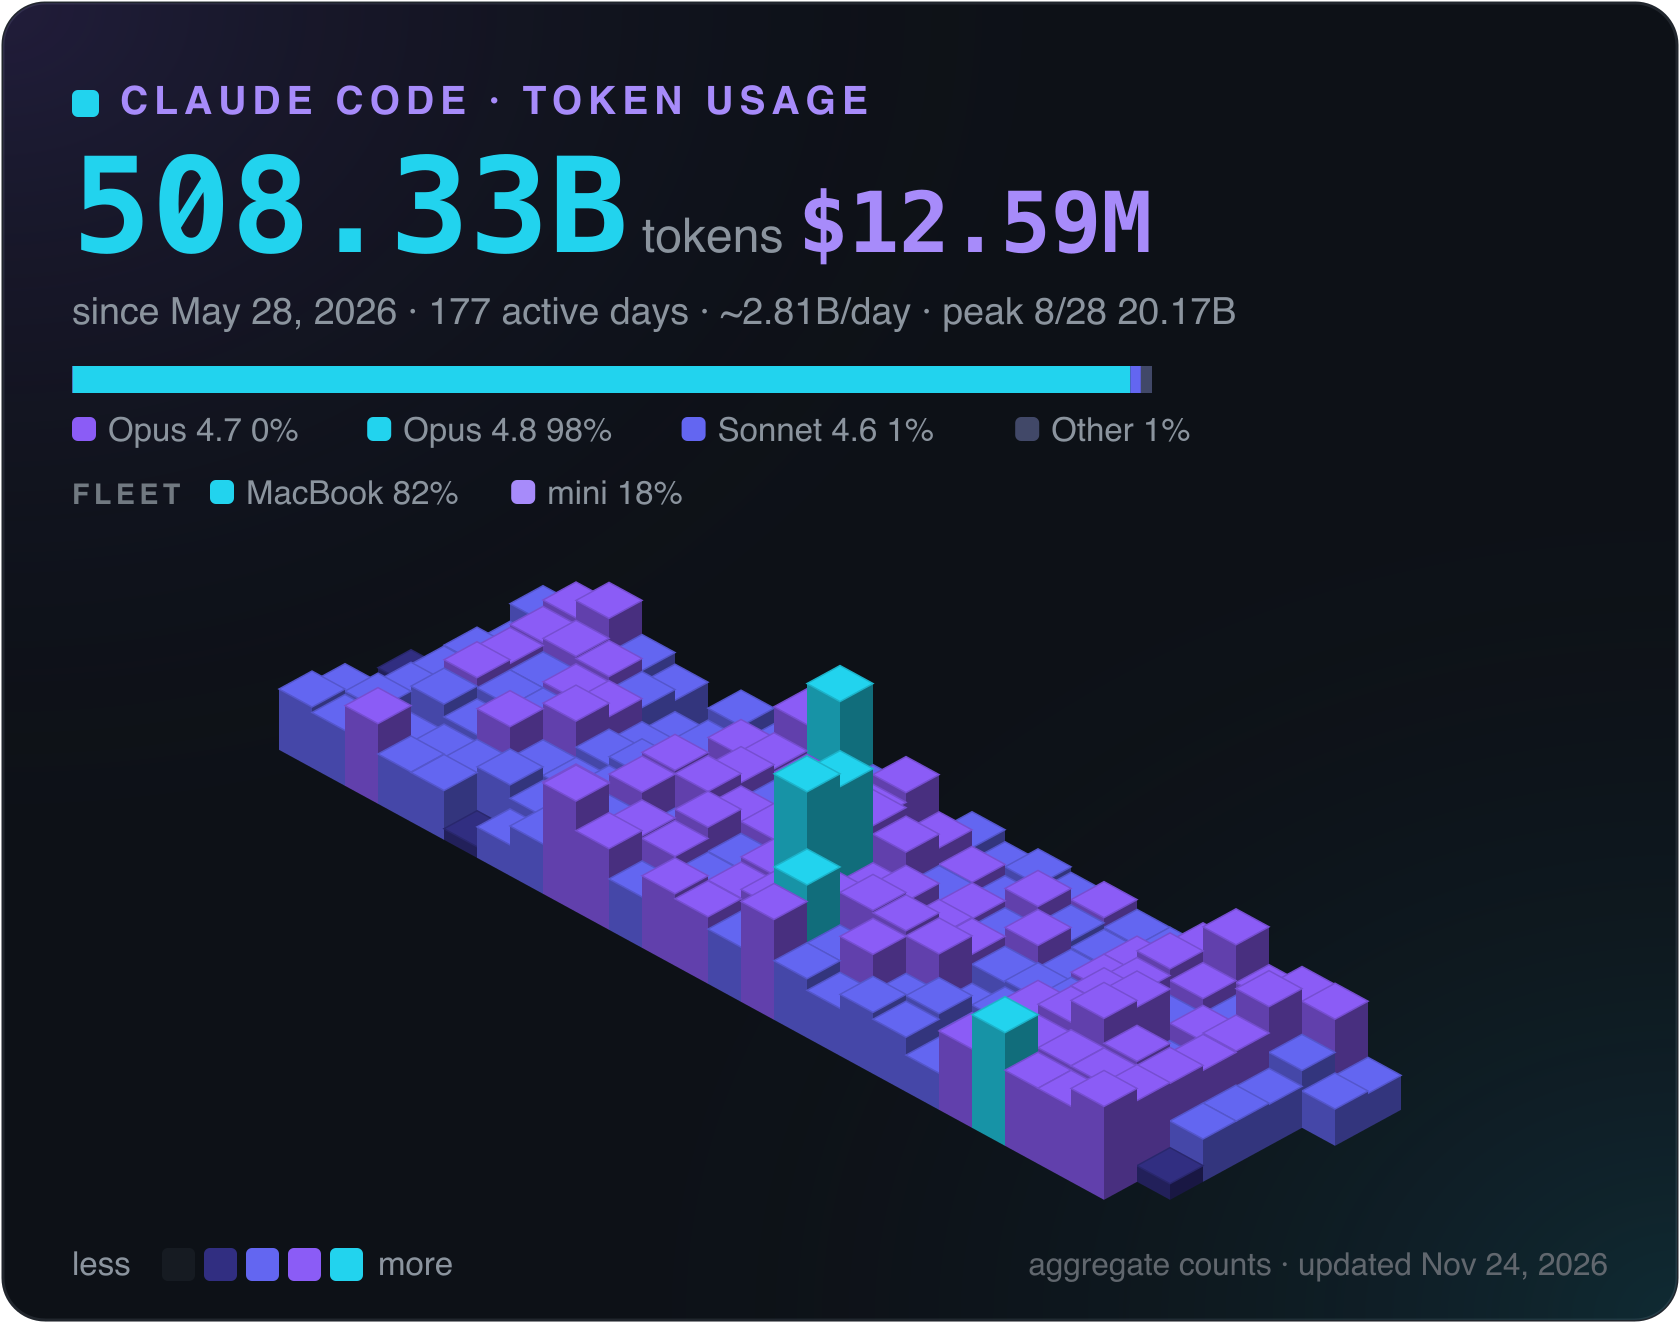 CLAUDE CODE · TOKEN USAGE
508.33B tokens $12.59M
since May 28, 2026 · 177 active days · ~2.81B/day · peak 8/28 20.17B
Opus 4.7 0% Opus 4.8 98% Sonnet 4.6 1% Other 1%
FLEET MacBook 82% mini 18%
less more
aggregate counts · updated Nov 24, 2026